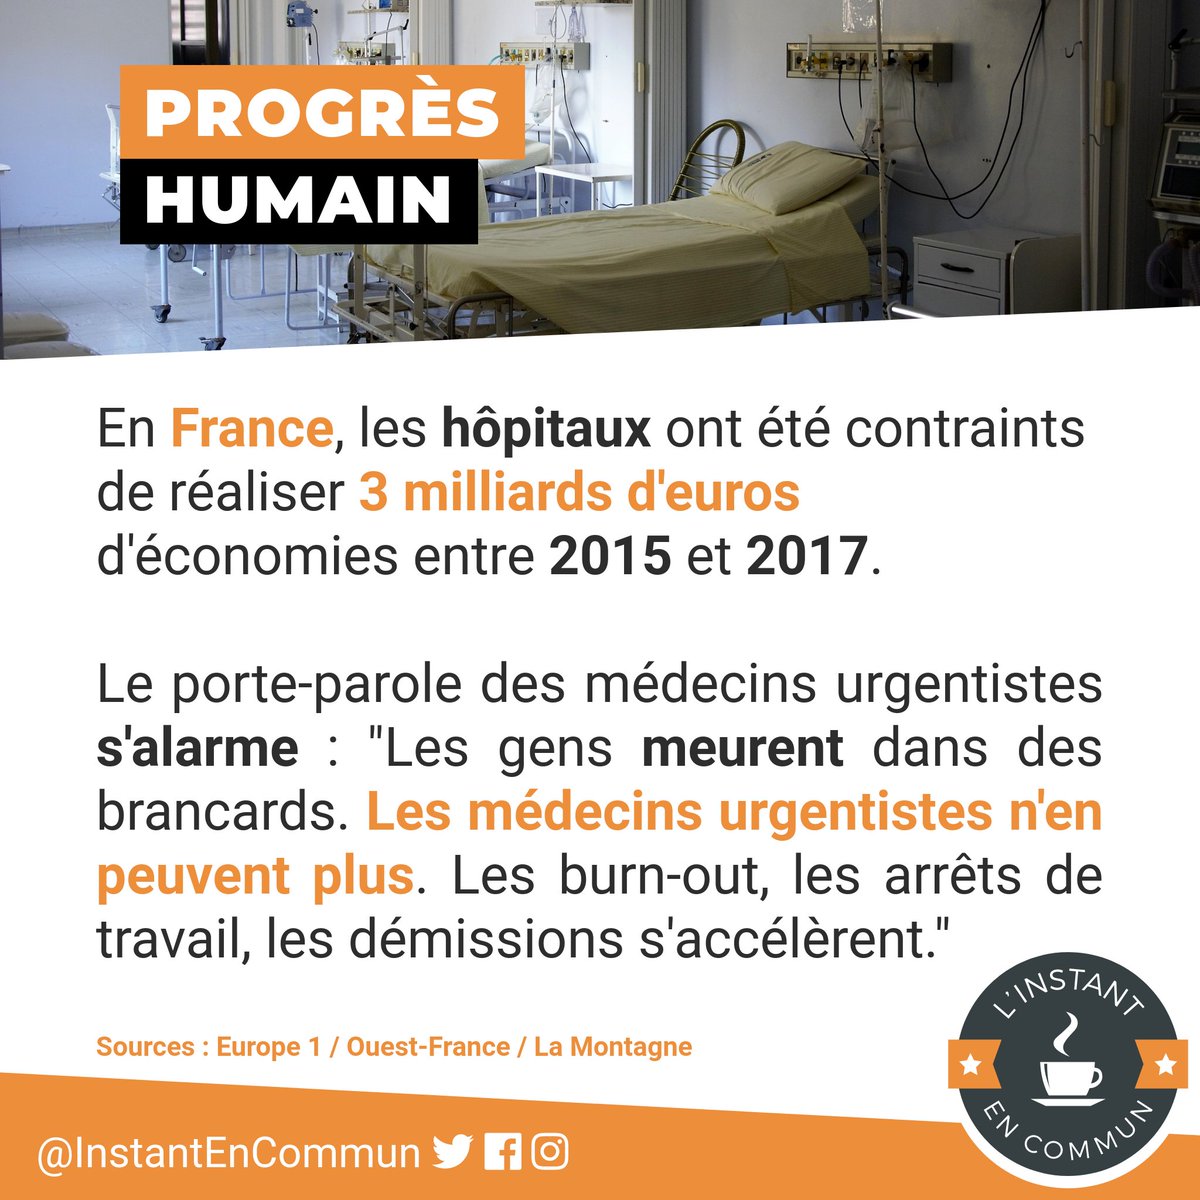 PROGRÈS
HUMAIN
En France, les hôpitaux ont été contraints
de réaliser 3 milliards d'euros
d'économies entre 2015 et 2017.
Le porte-parole des médecins urgentistes
s'alarme : "Les gens meurent dans des
brancards. Les médecins urgentistes n'en
peuvent plus. Les burn-out, les arrêts de
travail, les démissions s'accélèrent."
Sources : Europe 1 / Ouest-France / La Montagne
L'INSTANT
EN COMMUN
@InstantEnCommun